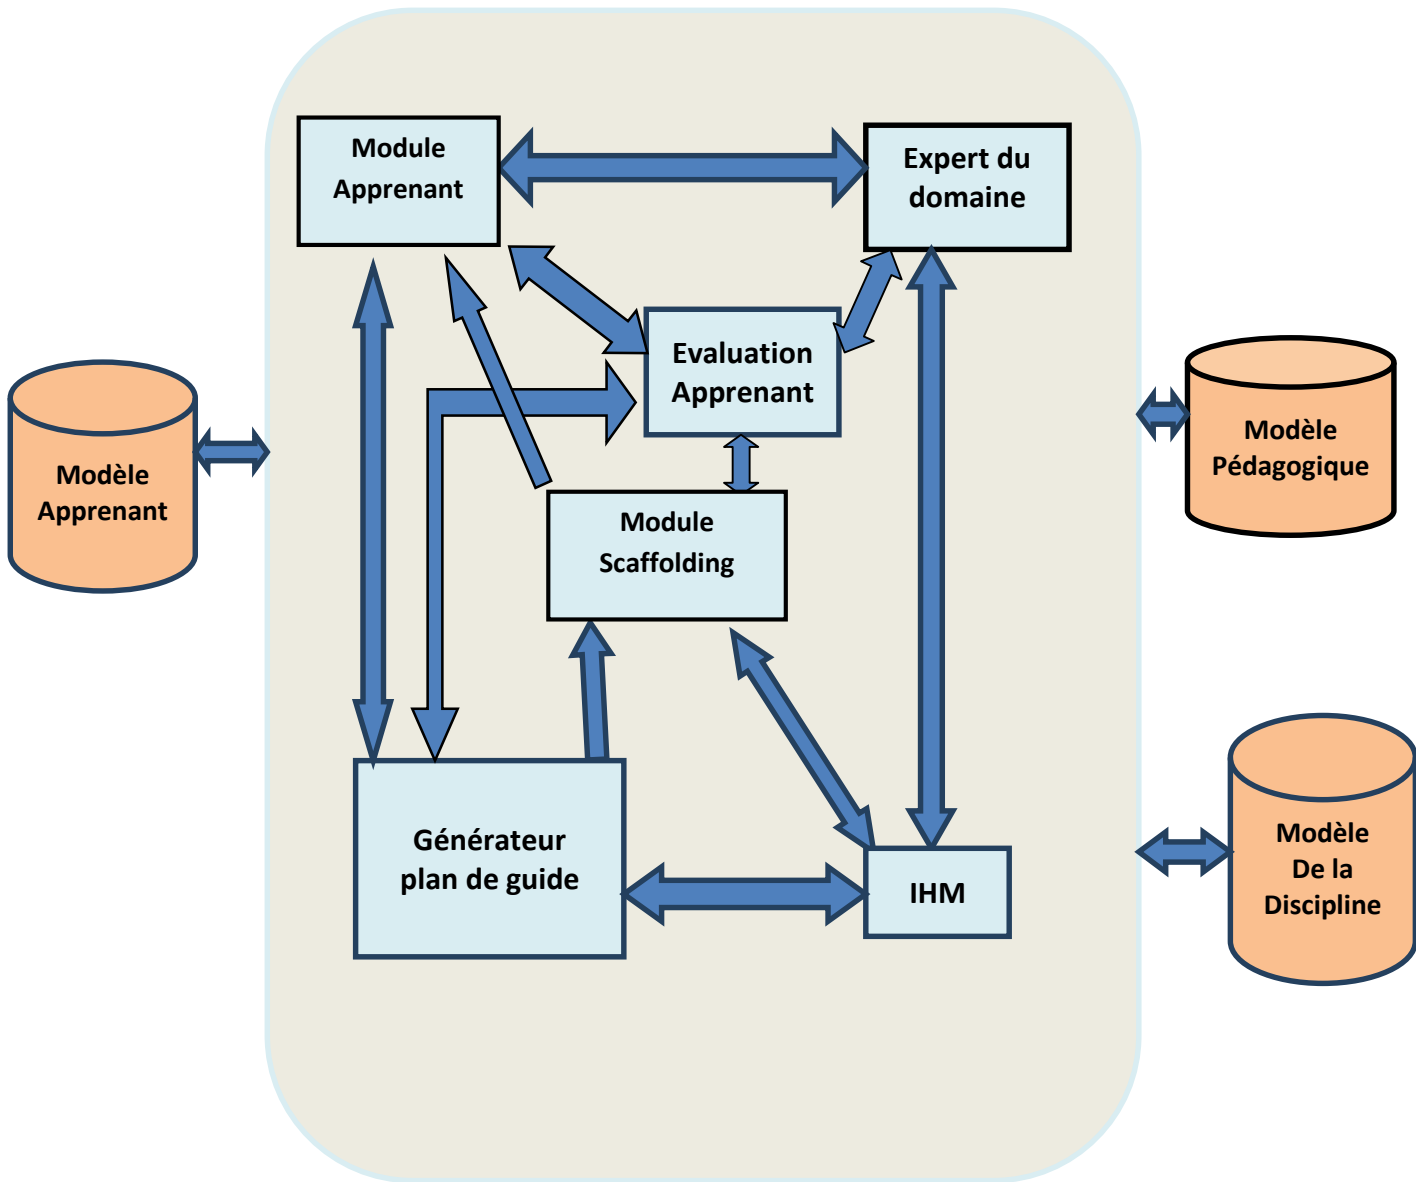 Module
Apprenant
Expert du
domaine
Evaluation
Apprenant
Modèle
Apprenant
Modèle
Pédagogique
Module
Scaffolding
Générateur
plan de guide
IHM
Modèle
De la
Discipline